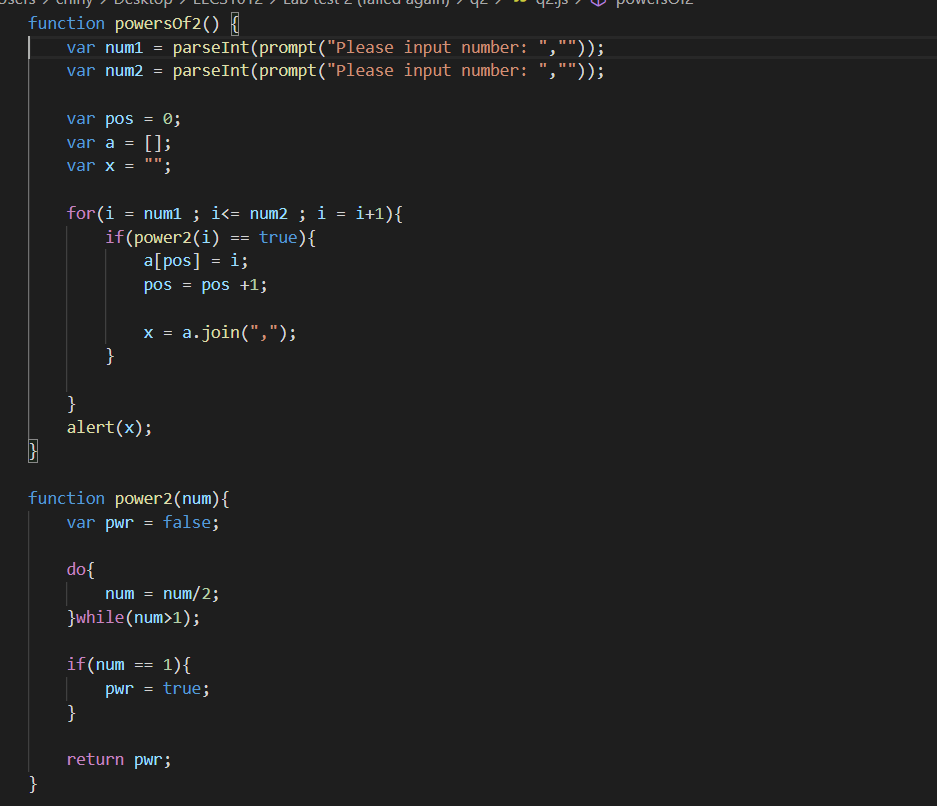 Users > chiny > Desktop > EECS1012 > Lab test 2 (failed again) > q2 > q2.js > powersOf2
function powersOf2() {
    var num1 = parseInt(prompt("Please input number: ",""));
    var num2 = parseInt(prompt("Please input number: ",""));
    var pos = 0;
    var a = [];
    var x = "";
    for(i = num1 ; i<= num2 ; i = i+1){
        if(power2(i) == true){
            a[pos] = i;
            pos = pos +1;
            x = a.join(",");
        }
    }
    alert(x);
}
function power2(num){
    var pwr = false;
    do{
        num = num/2;
    }while(num>1);
    if(num == 1){
        pwr = true;
    }
    return pwr;
}